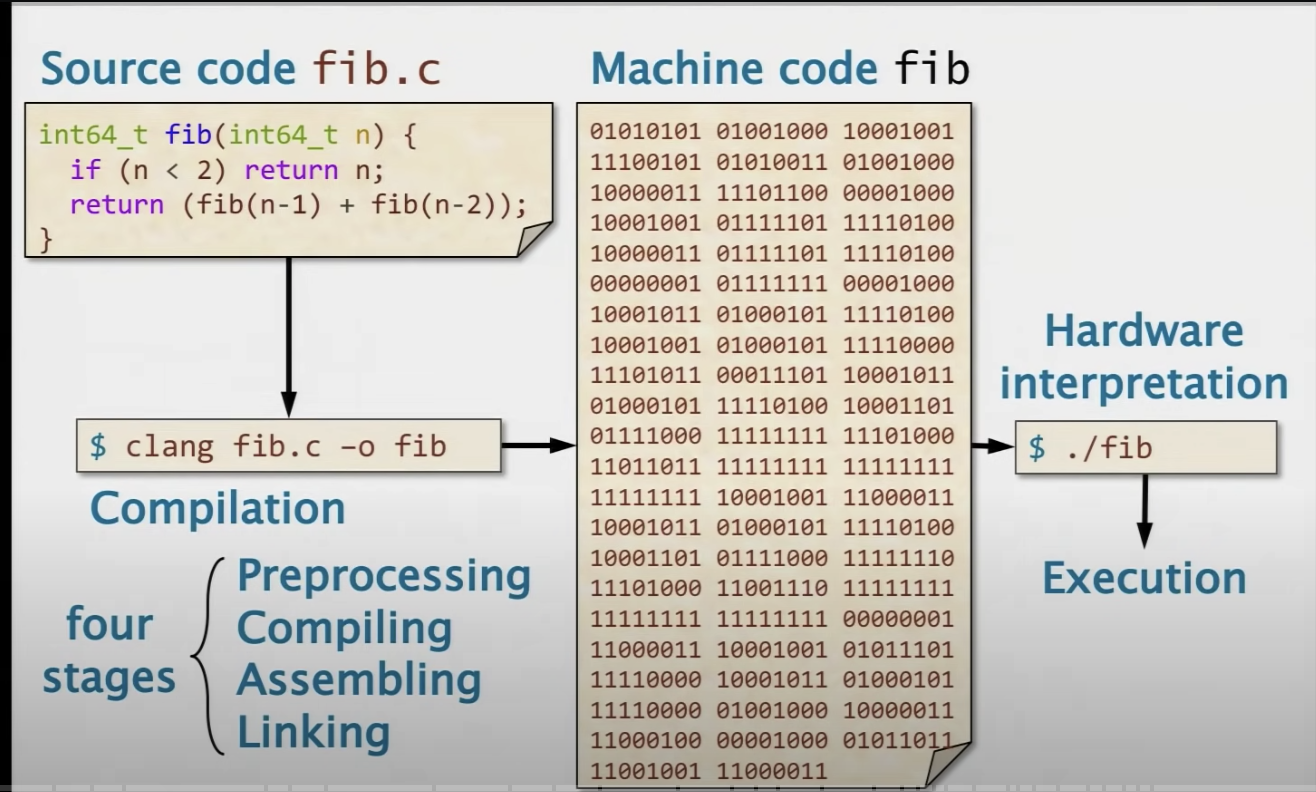 Source code fib.c
int64_t fib(int64_t n) {
if (n < 2) return n;
return (fib(n-1) + fib(n-2));
}
$ clang fib.c –o fib
Compilation
four
stages
Preprocessing
Compiling
Assembling
Linking
Machine code fib
01010101 01001000 10001001
11100101 01010011 01001000
10000011 11101100 00001000
10001001 01111101 11110100
10000011 01111101 11110100
00000001 01111111 00001000
10001011 01000101 11110100
10001001 01000101 11110000
11101011 00011101 10001011
01000101 11110100 10001101
01111000 11111111 11101000
11011011 11111111 11111111
11111111 10001001 11000011
10001011 01000101 11110100
10001101 01111000 11111110
11101000 11001110 11111111
11111111 11111111 00000001
11000011 10001001 01011101
11110000 10001011 01000101
11110000 01001000 10000011
11000100 00001000 01011011
11001001 11000011
Hardware
interpretation
$ ./fib
Execution